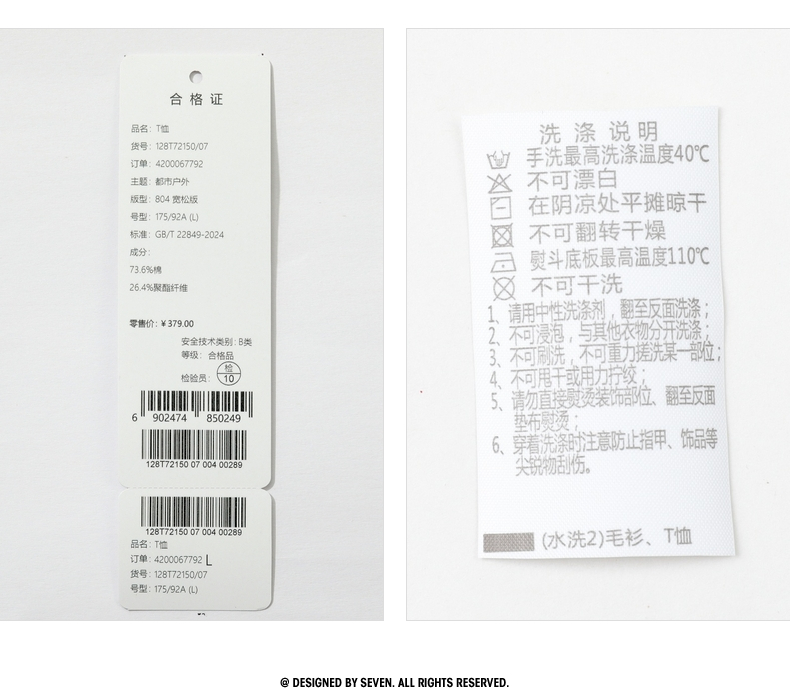 合格证
品名：T恤
货号：128T72150/07
订单：4200067792
主题：都市户外
版型：804 宽松版
号型：175/92A (L)
标准：GB/T 22849-2024
成分：
73.6%棉
26.4%聚酯纤维
零售价：¥379.00
安全技术类别：B类
等级：合格品
检验员：检 10
6 902474 850249
128T72150 07 004 00289
128T72150 07 004 00289
品名：T恤
订单：4200067792 L
货号：128T72150/07
号型：175/92A (L)
洗涤说明
手洗最高洗涤温度40℃
不可漂白
在阴凉处平摊晾干
不可翻转干燥
熨斗底板最高温度110℃
不可干洗
1、请用中性洗涤剂，翻至反面洗涤；
2、不可浸泡，与其他衣物分开洗涤；
3、不可刷洗，不可重力搓洗某一部位；
4、不可甩干或用力拧绞；
5、请勿直接熨烫装饰部位、翻至反面
垫布熨烫；
6、穿着洗涤时注意防止指甲、饰品等
尖锐物刮伤。
(水洗2)毛衫、T恤
@ DESIGNED BY SEVEN. ALL RIGHTS RESERVED.